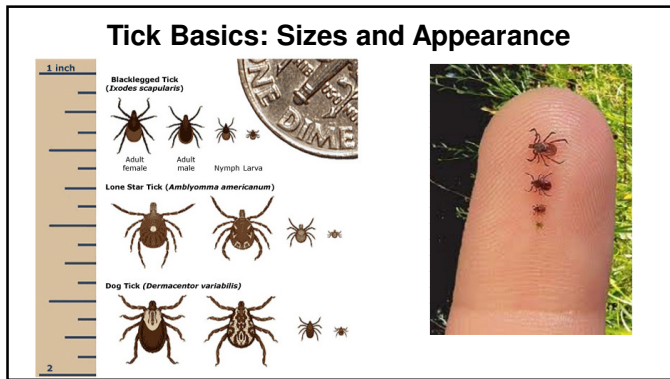 Tick Basics: Sizes and Appearance
1 inch
Blacklegged Tick
(Ixodes scapularis)
ONE DIME
Adult
female
Adult
male
Nymph Larva
Lone Star Tick (Amblyomma americanum)
Dog Tick (Dermacentor variabilis)
2